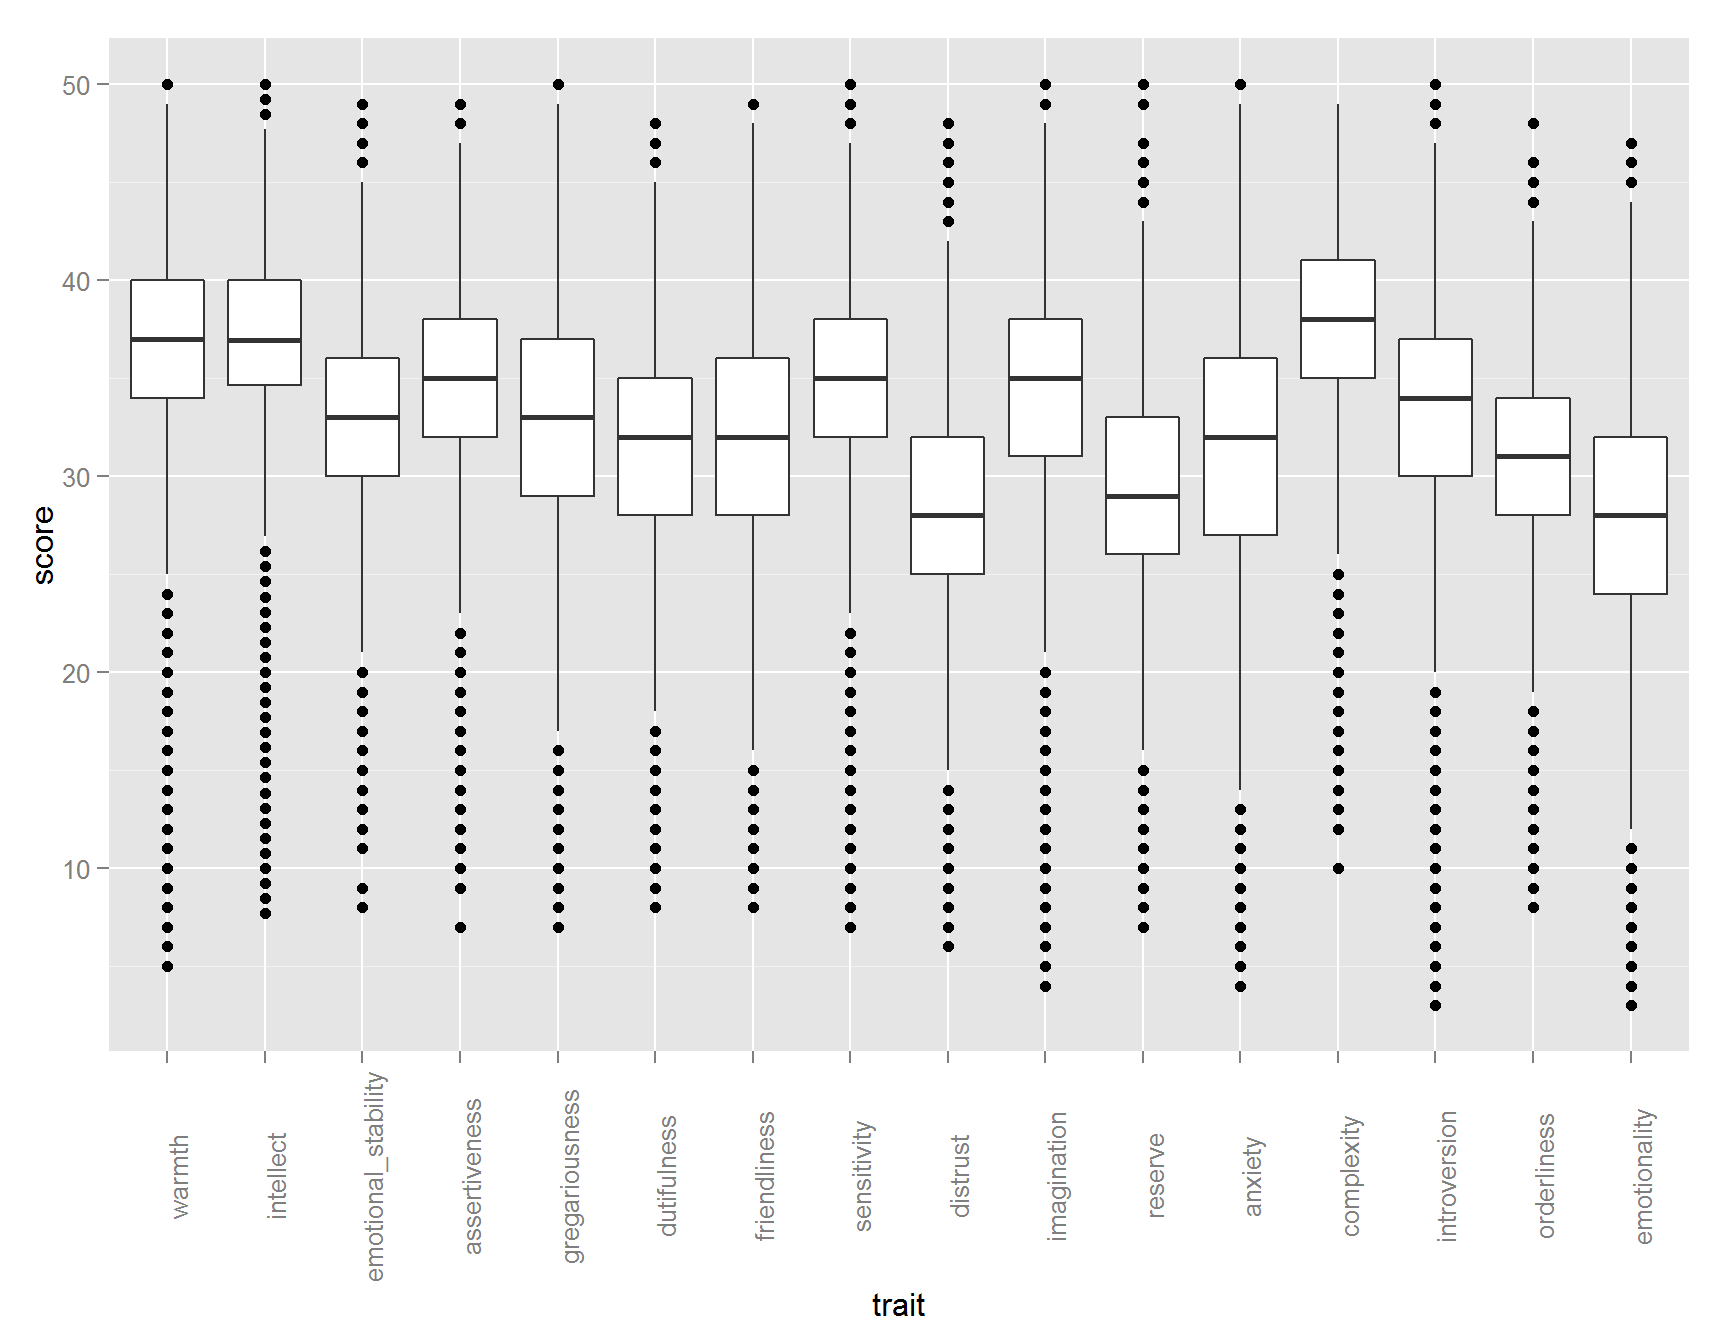 50
40
30
20
10
score
warmth
intellect
emotional_stability
assertiveness
gregariousness
dutifulness
friendliness
sensitivity
distrust
imagination
reserve
anxiety
complexity
introversion
orderliness
emotionality
trait